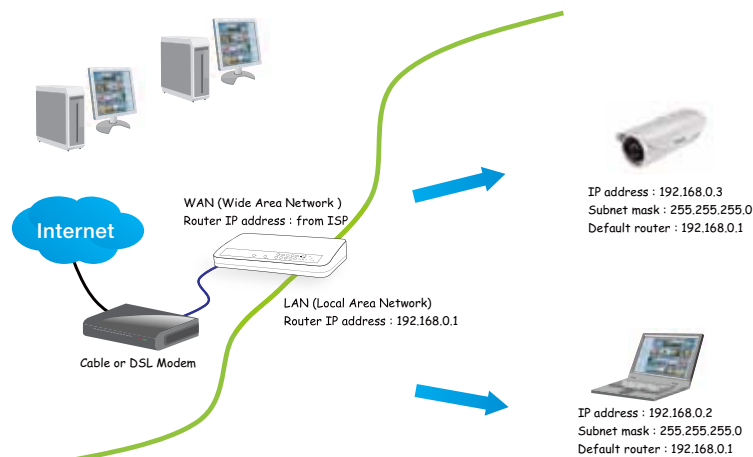 WAN (Wide Area Network )
Router IP address : from ISP
Internet
LAN (Local Area Network)
Router IP address : 192.168.0.1
Cable or DSL Modem
IP address : 192.168.0.3
Subnet mask : 255.255.255.0
Default router : 192.168.0.1
IP address : 192.168.0.2
Subnet mask : 255.255.255.0
Default router : 192.168.0.1